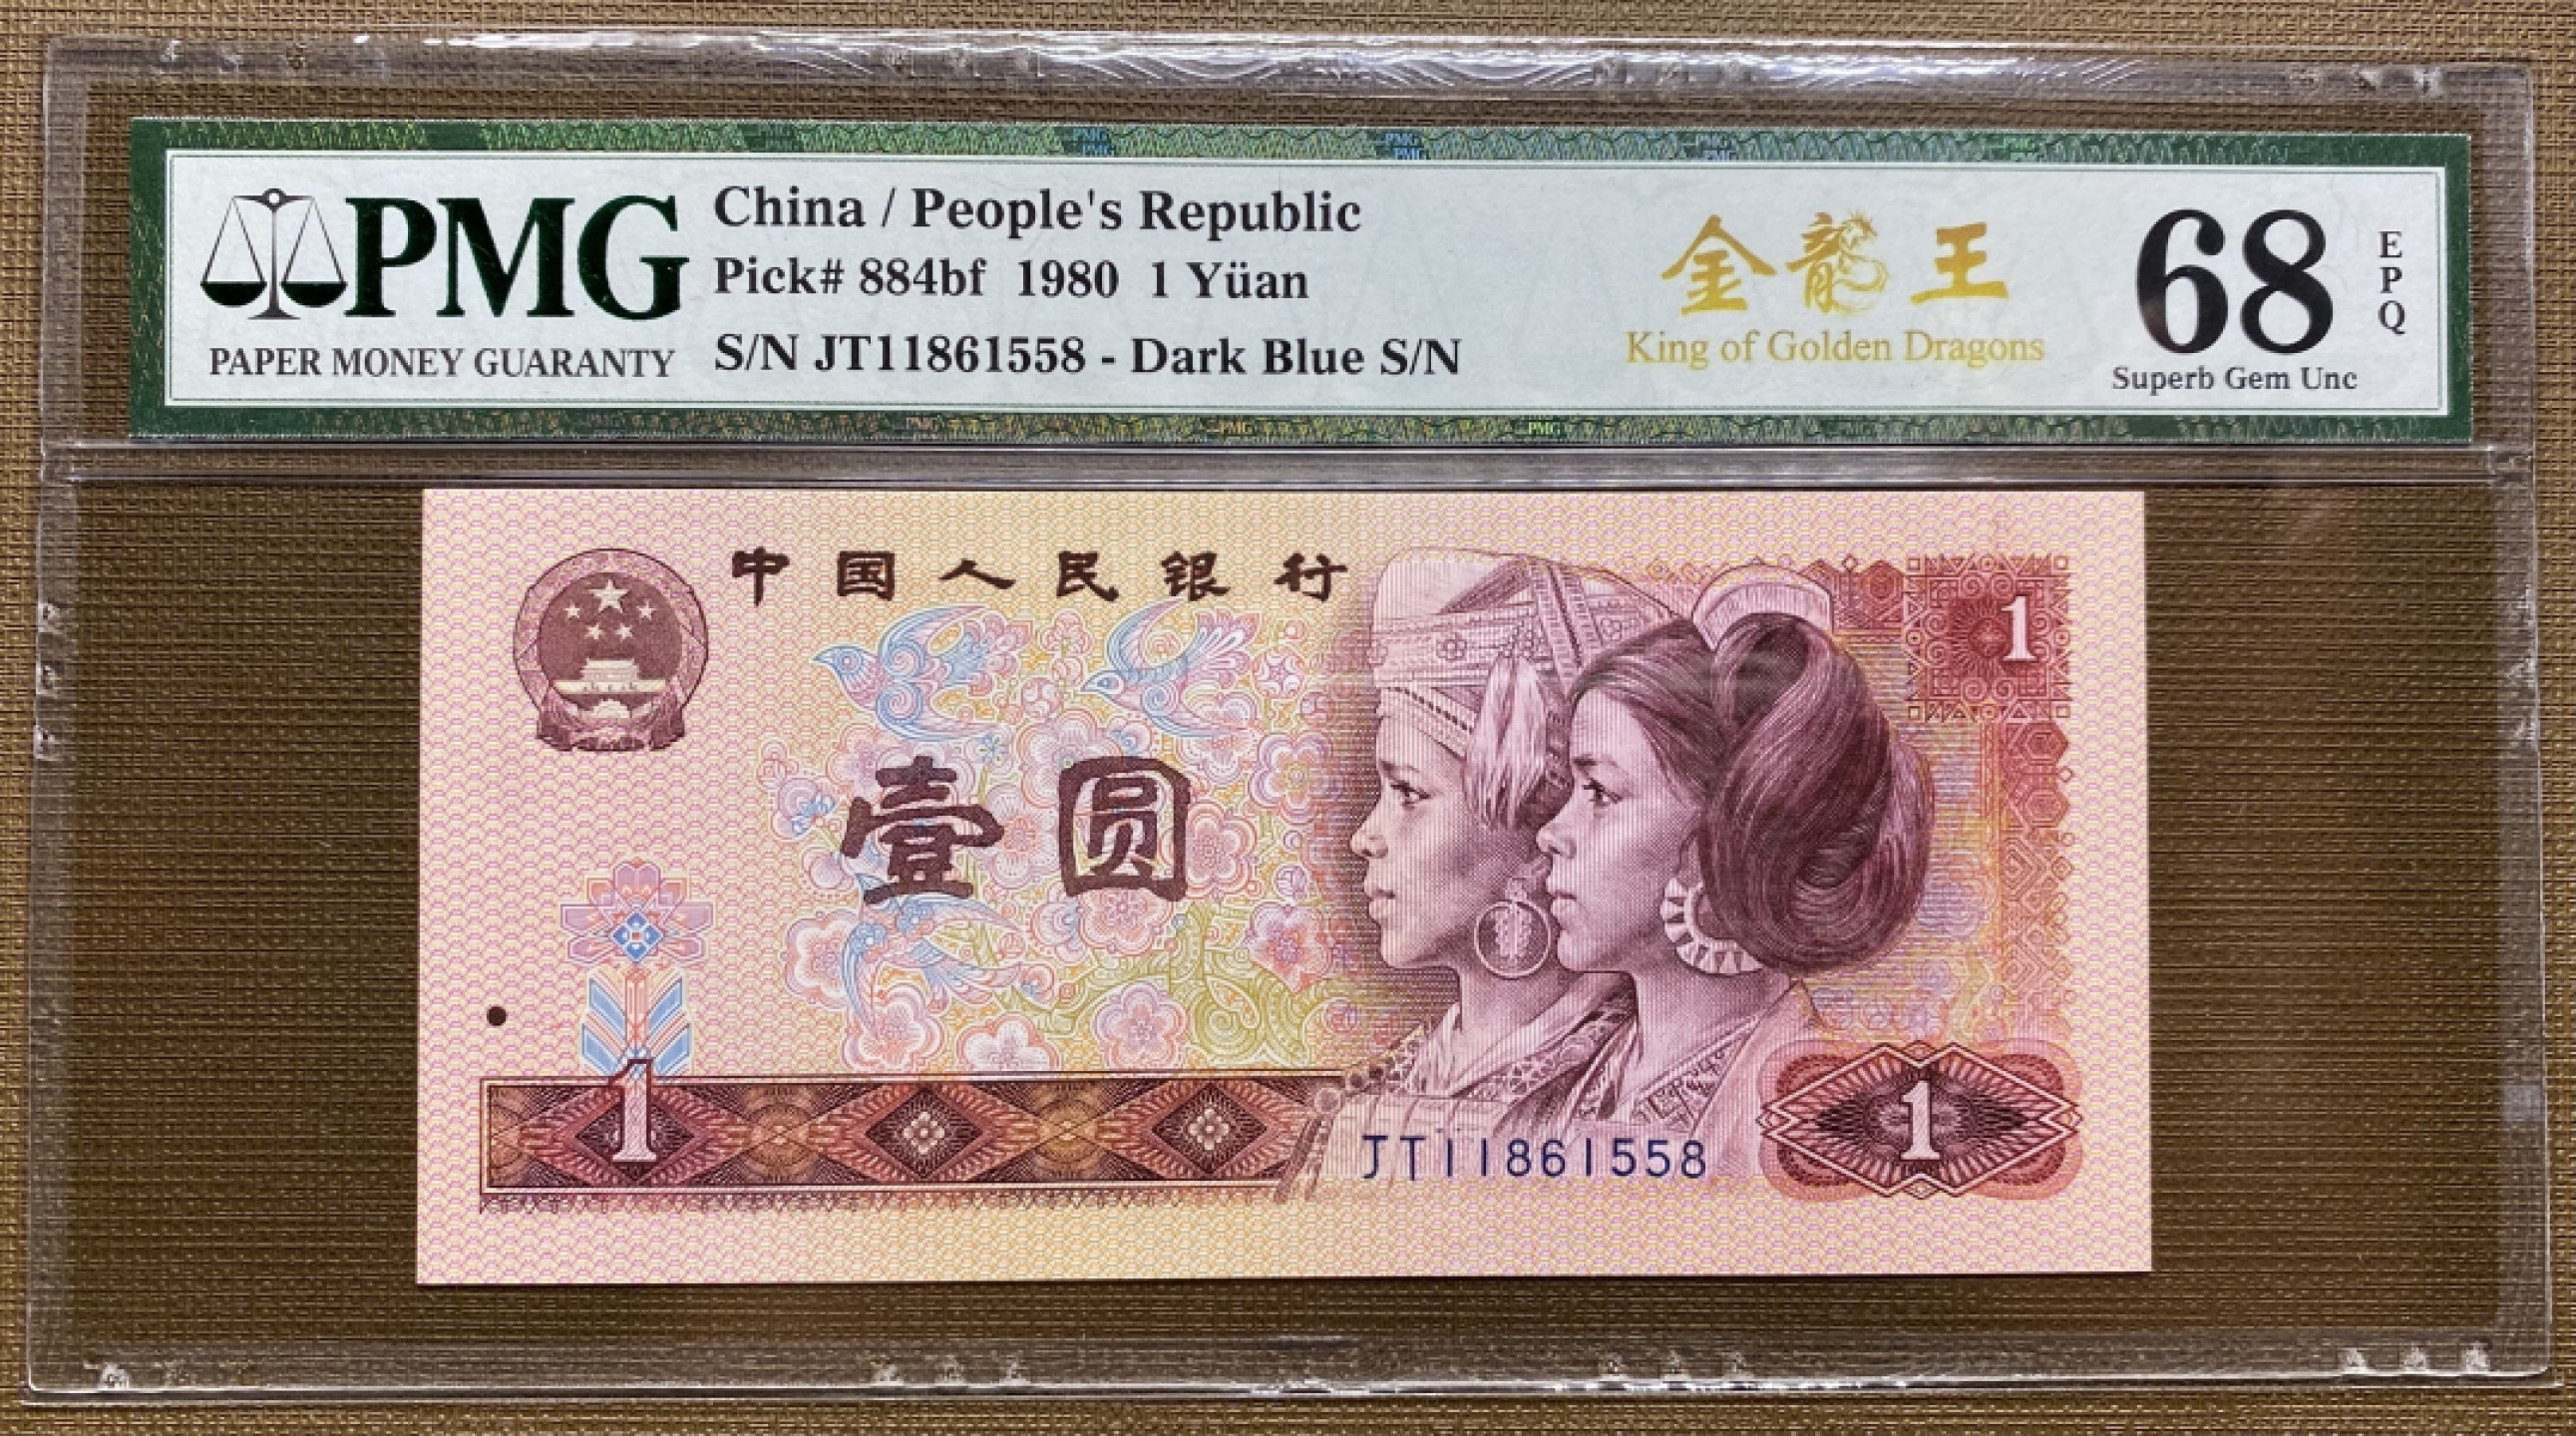 PMG
PAPER MONEY GUARANTY
China / People's Republic
Pick# 884bf 1980 1 Yüan
S/N JT11861558 - Dark Blue S/N
金龍王
King of Golden Dragons
68
EPQ
Superb Gem Unc
中国人民银行
1
壹圆
1
JT11861558
1